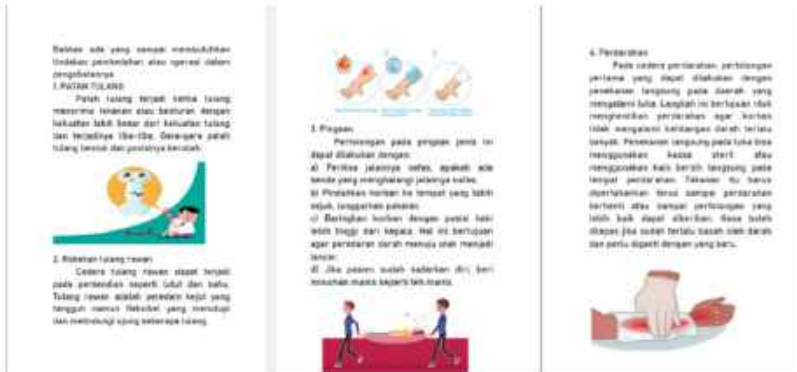 Bahkan ada yang sampai membutuhkan
tindakan pembedahan atau operasi dalam
pengobatannya
1. PATAH TULANG
Patah tulang terjadi ketika tulang
menerima tekanan atau benturan dengan
kekuatan lebih besar dari kekuatan tulang
dan terjadinya tiba-tiba. Gara-gara patah
tulang bentuk dan posisinya berubah.
2. Robekan tulang rawan
Cedera tulang rawan dapat terjadi
pada persendian seperti lutut dan bahu.
Tulang rawan adalah peredam kejut yang
tangguh namun fleksibel yang menutupi
dan melindungi ujung beberapa tulang
3. Pingsan
Pertolongan pada pingsan jenis ini
dapat dilakukan dengan:
a) Periksa jalannya nafas, apakah ada
benda yang menghalangi jalannya nafas.
b) Pindahkan korban ke tempat yang lebih
sejuk, longgarkan pakaian.
c) Baringkan korban dengan posisi kaki
lebih tinggi dari kepala. Hal ini bertujuan
agar peredaran darah menuju otak menjadi
lancar.
d) Jika pasien sudah sadarkan diri, beri
minuman manis seperti teh manis.
4. Perdarahan
Pada cedera perdarahan, pertolongan
pertama yang dapat dilakukan dengan
penekanan langsung pada daerah yang
mengalami luka. Langkah ini bertujuan
menghentikan perdarahan agar korban
tidak mengalami kehilangan darah terlalu
banyak. Penekanan langsung pada luka bisa
menggunakan kassa steril atau
menggunakan kain bersih langsung pada
tempat perdarahan. Tekanan itu harus
dipertahankan terus sampai perdarahan
berhenti atau sampai pertolongan yang
lebih baik dapat diberikan. Kasa boleh
dilepas jika sudah terlalu basah oleh darah
dan perlu diganti dengan yang baru.